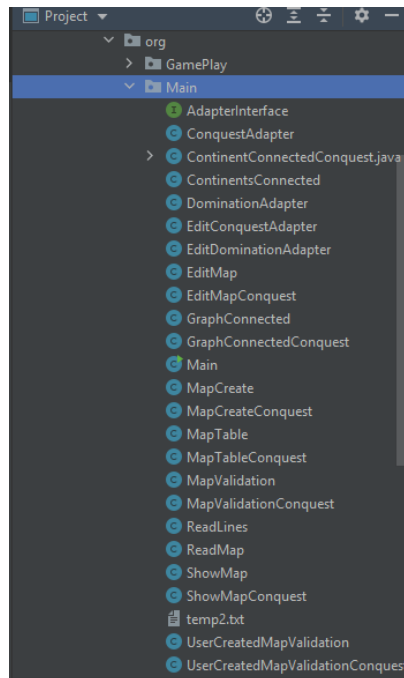 Project
org
GamePlay
Main
AdapterInterface
ConquestAdapter
ContinentConnectedConquest.java
ContinentsConnected
DominationAdapter
EditConquestAdapter
EditDominationAdapter
EditMap
EditMapConquest
GraphConnected
GraphConnectedConquest
Main
MapCreate
MapCreateConquest
MapTable
MapTableConquest
MapValidation
MapValidationConquest
ReadLines
ReadMap
ShowMap
ShowMapConquest
temp2.txt
UserCreatedMapValidation
UserCreatedMapValidationConques